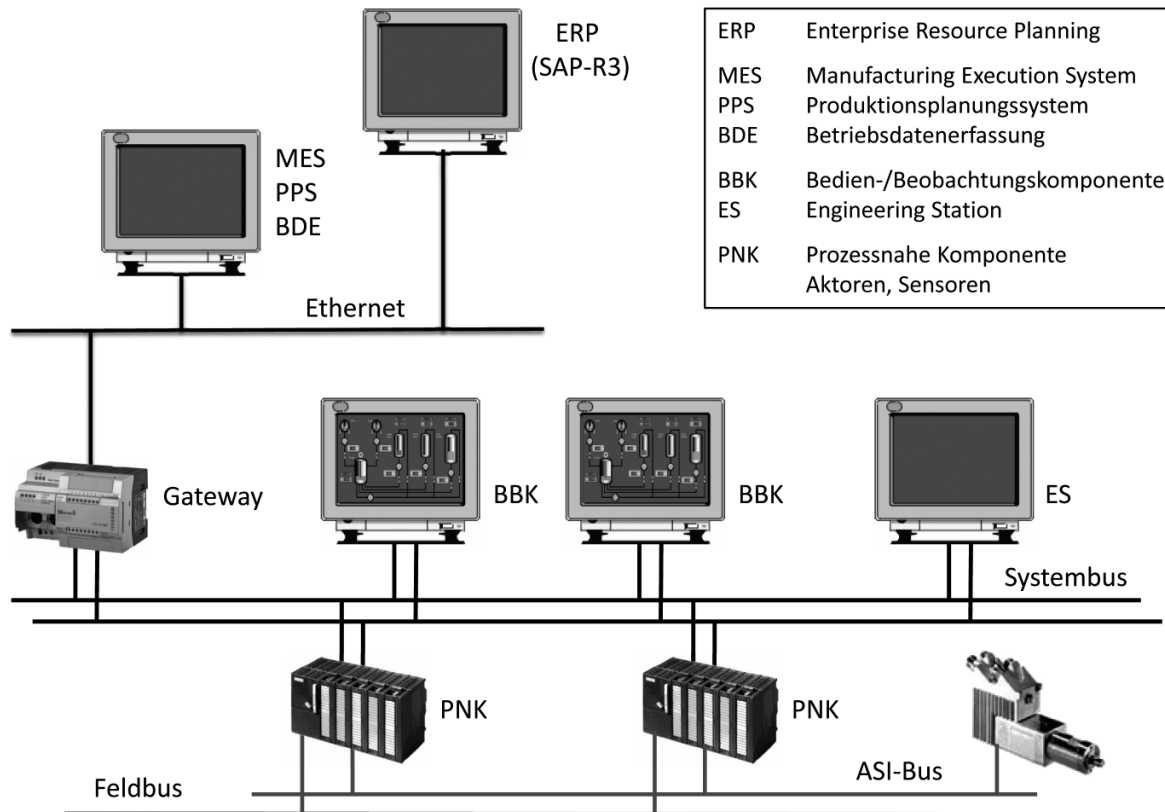 ERP
(SAP-R3)
MES
PPS
BDE
Ethernet
ERP Enterprise Resource Planning
MES Manufacturing Execution System
PPS Produktionsplanungssystem
BDE Betriebsdatenerfassung
BBK Bedien-/Beobachtungskomponente
ES Engineering Station
PNK Prozessnahe Komponente
Aktoren, Sensoren
Gateway
BBK
BBK
ES
Systembus
PNK
PNK
ASI-Bus
Feldbus